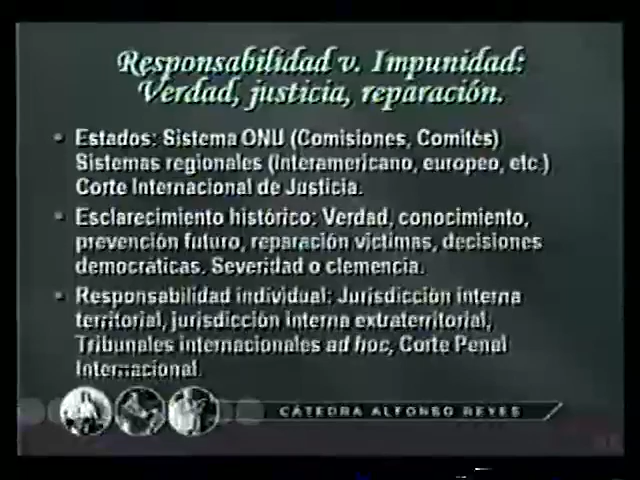 Responsabilidad v. Impunidad:
Verdad, justicia, reparación.
• Estados: Sistema ONU (Comisiones, Comités)
Sistemas regionales (Interamericano, europeo, etc.)
Corte Internacional de Justicia.
• Esclarecimiento histórico: Verdad, conocimiento,
prevención futuro, reparación victimas, decisiones
democráticas. Severidad o clemencia.
• Responsabilidad individual: Jurisdicción interna
territorial, jurisdicción interna extraterritorial,
Tribunales internacionales ad hoc, Corte Penal
Internacional.
CÁTEDRA ALFONSO REYES